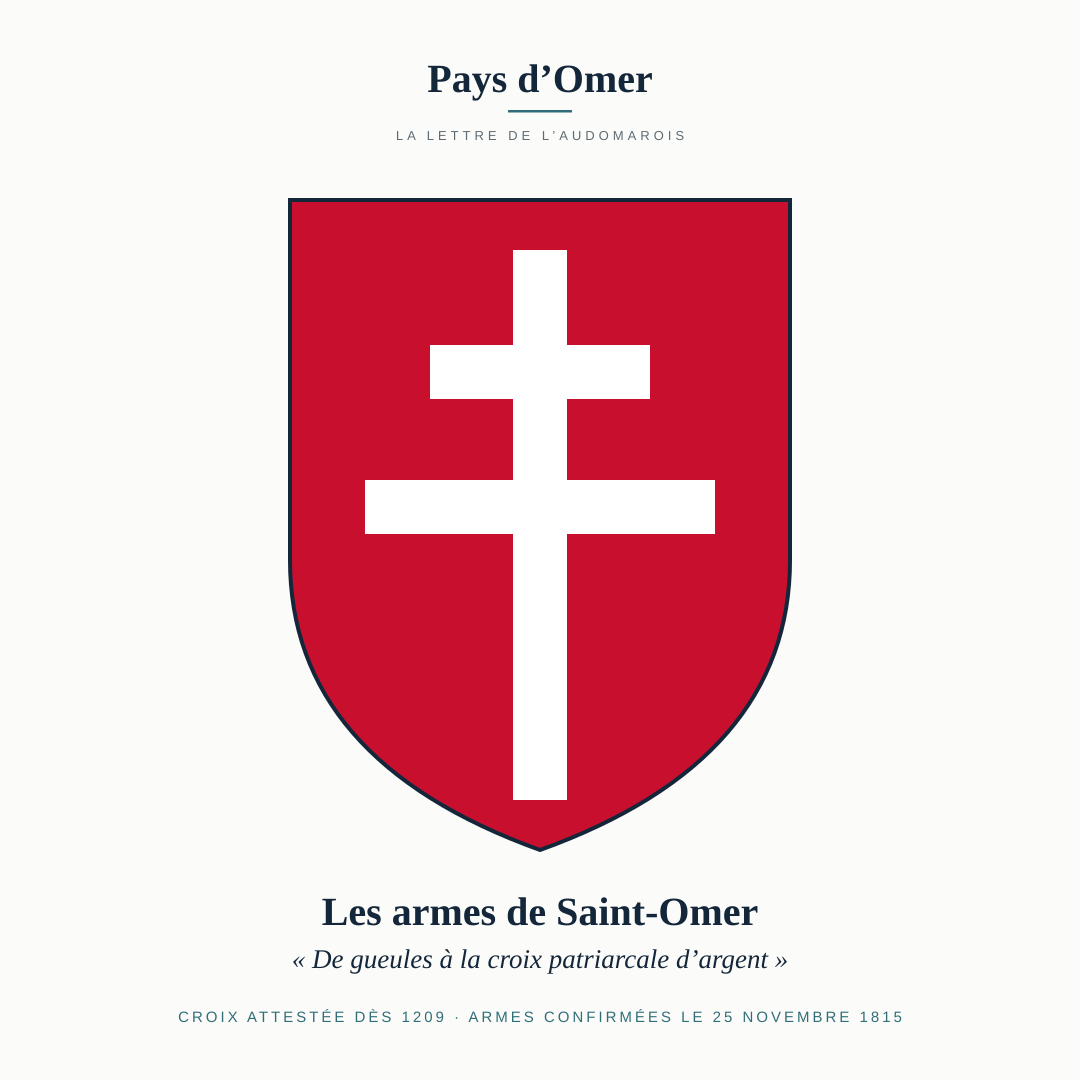 Pays d’Omer
LA LETTRE DE L’AUDOMAROIS
Les armes de Saint-Omer
« De gueules à la croix patriarcale d’argent »
CROIX ATTESTÉE DÈS 1209 · ARMES CONFIRMÉES LE 25 NOVEMBRE 1815